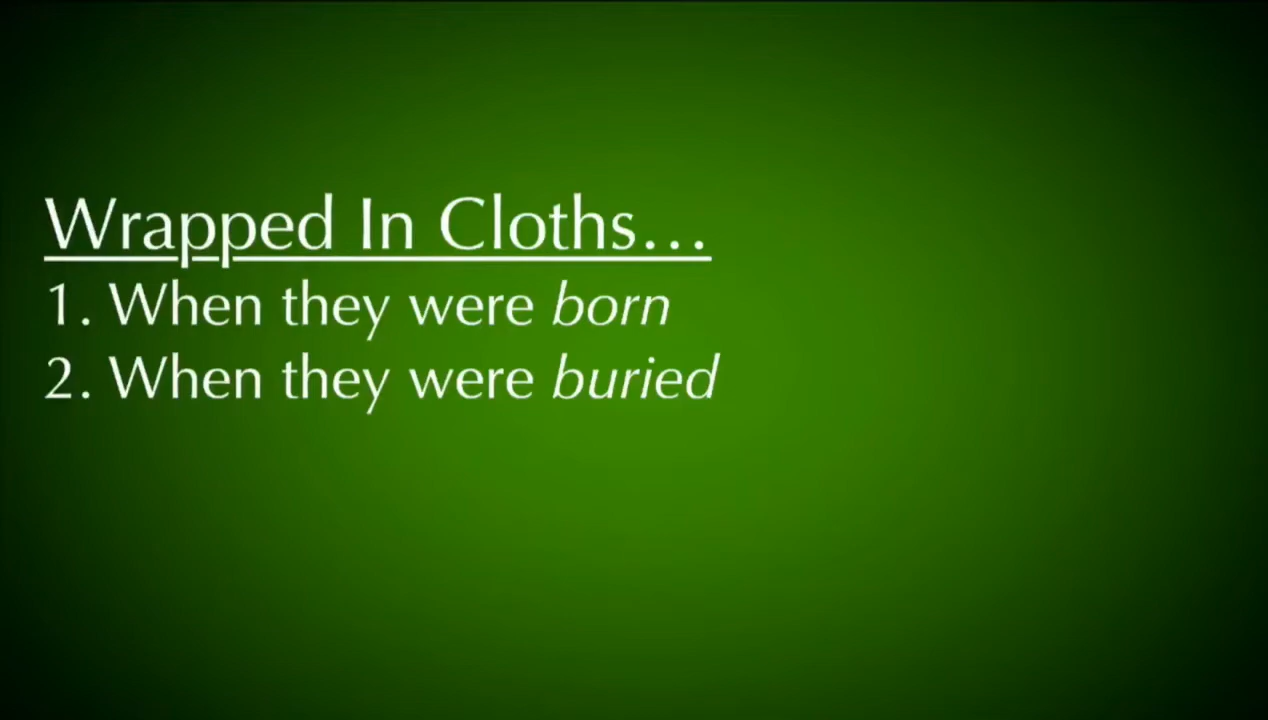 Wrapped In Cloths…
1. When they were born
2. When they were buried